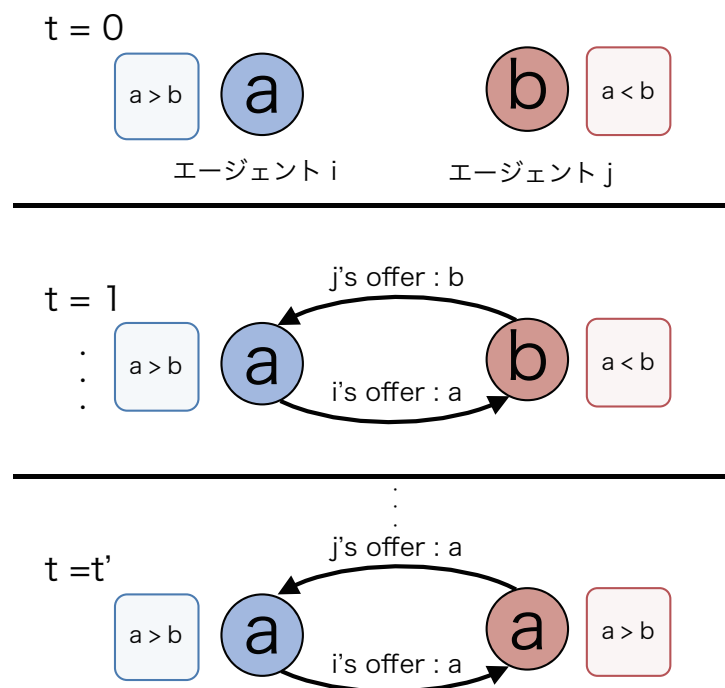 t = 0
a > b
a
b
a < b
エージェント i
エージェント j
j's offer : b
t = 1
a > b
a
b
a < b
i's offer : a
j's offer : a
t =t'
a > b
a
a
a > b
i's offer : a